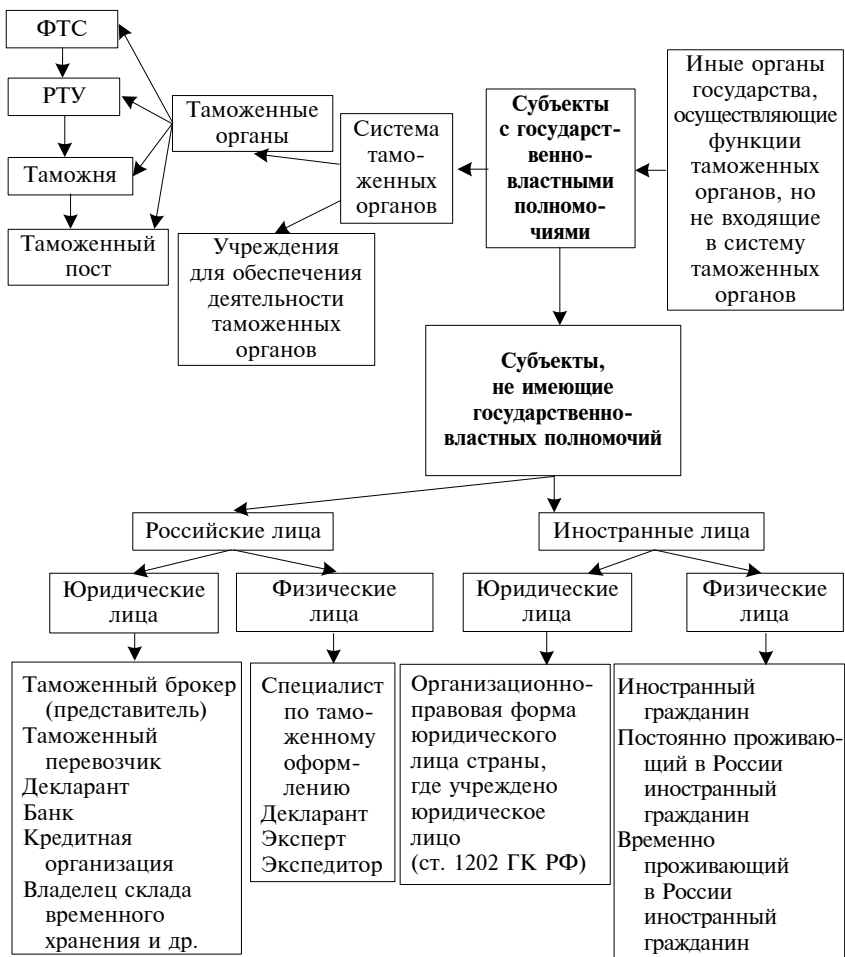 ФТС
РТУ
Таможня
Таможенный
пост
Таможенные
органы
Учреждения
для обеспечения
деятельности
таможенных
органов
Система
тамо-
женных
органов
Субъекты
с государст-
венно-
властными
полномо-
чиями
Иные органы
государства,
осуществляющие
функции
таможенных
органов, но
не входящие
в систему
таможенных
органов
Субъекты,
не имеющие
государственно-
властных полномочий
Российские лица
Иностранные лица
Юридические
лица
Физические
лица
Юридические
лица
Физические
лица
Таможенный брокер
(представитель)
Таможенный
перевозчик
Декларант
Банк
Кредитная
организация
Владелец склада
временного
хранения и др.
Специалист
по тамо-
женному
оформ-
лению
Декларант
Эксперт
Экспедитор
Организационно-
правовая форма
юридического
лица страны,
где учреждено
юридическое
лицо
(ст. 1202 ГК РФ)
Иностранный
гражданин
Постоянно проживаю-
щий в России
иностранный
гражданин
Временно
проживающий
в России
иностранный
гражданин